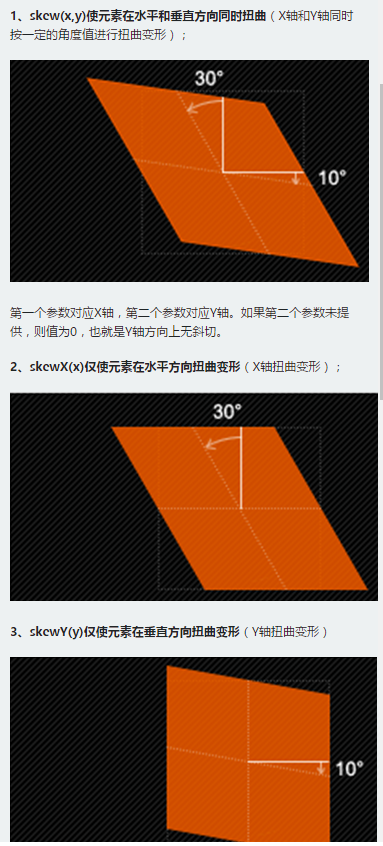 1、skew(x,y)使元素在水平和垂直方向同时扭曲（X轴和Y轴同时
按一定的角度值进行扭曲变形）；
30°
10°
第一个参数对应X轴，第二个参数对应Y轴。如果第二个参数未提
供，则值为0，也就是Y轴方向上无斜切。
2、skewX(x)仅使元素在水平方向扭曲变形（X轴扭曲变形）；
30°
3、skewY(y)仅使元素在垂直方向扭曲变形（Y轴扭曲变形）
10°